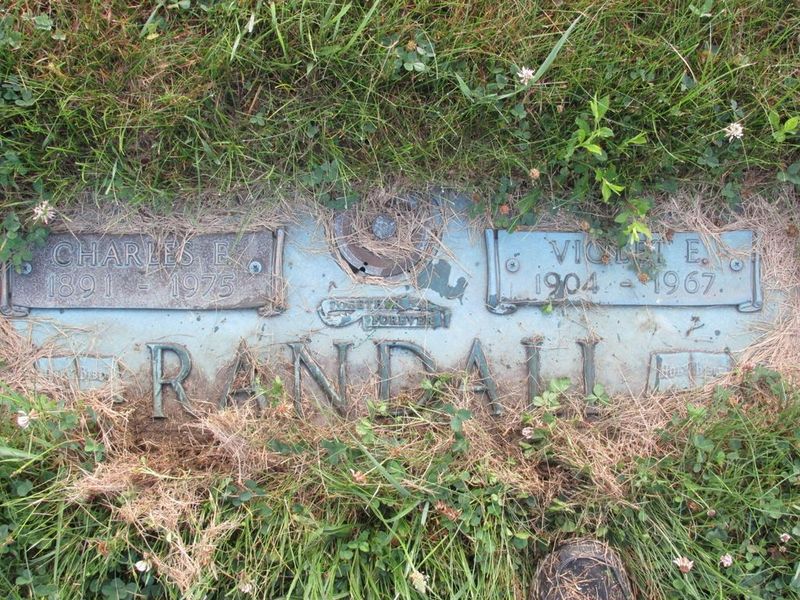 CHARLES E.
1891 - 1975
VIOLET E.
1904 - 1967
FOREVER
RANDALL